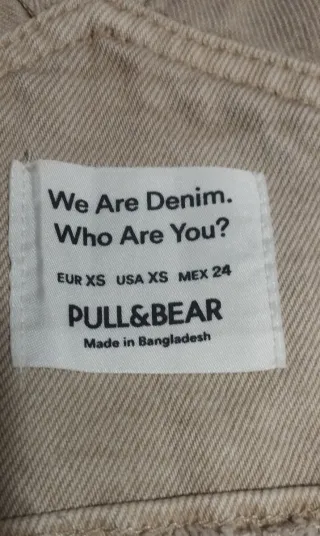 We Are Denim.
Who Are You?
EUR XS USA XS MEX 24
PULL&BEAR
Made in Bangladesh